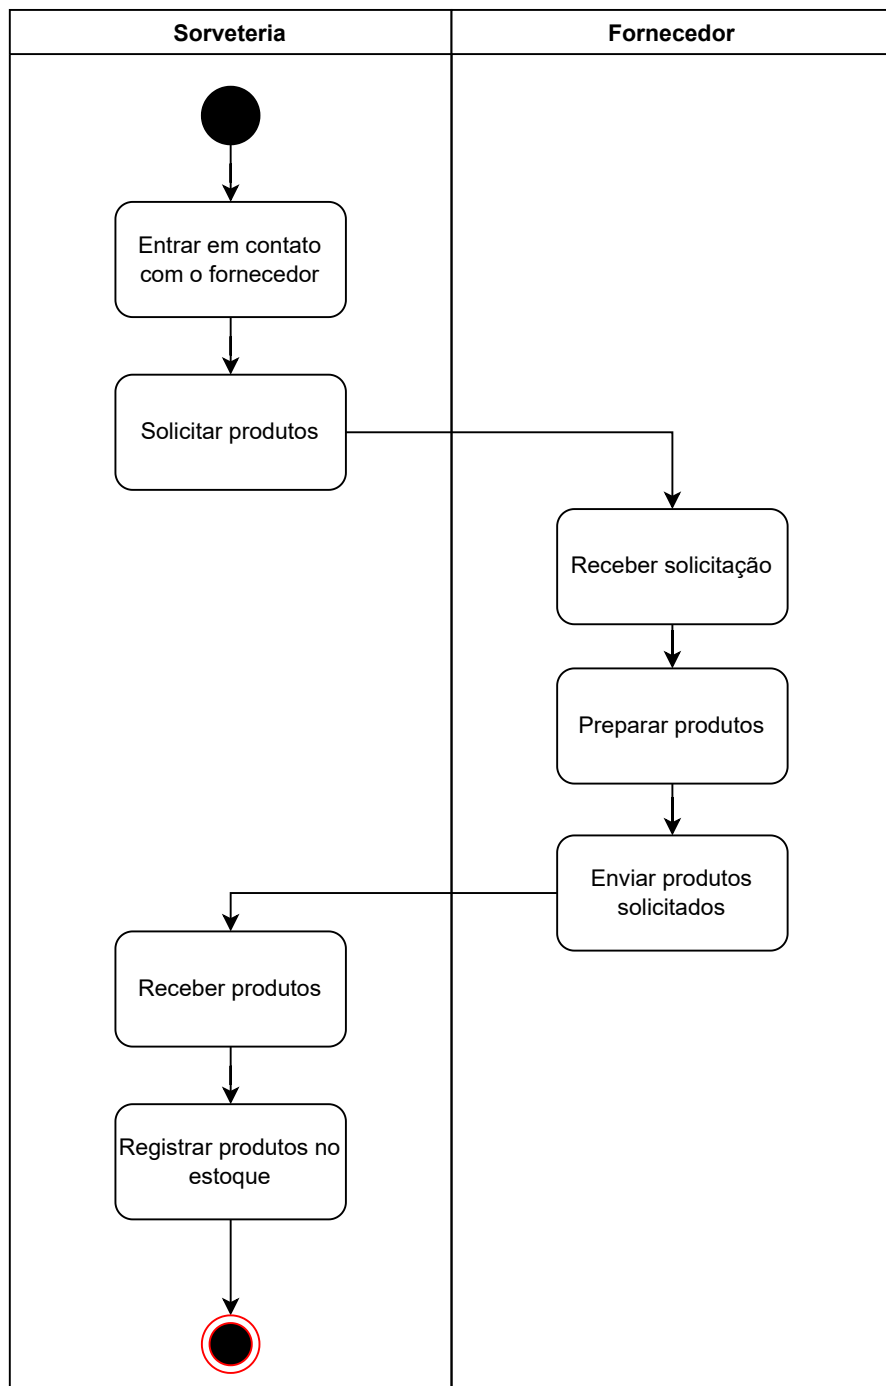 Sorveteria
Fornecedor
Entrar em contato
com o fornecedor
Solicitar produtos
Receber solicitação
Preparar produtos
Enviar produtos
solicitados
Receber produtos
Registrar produtos no
estoque